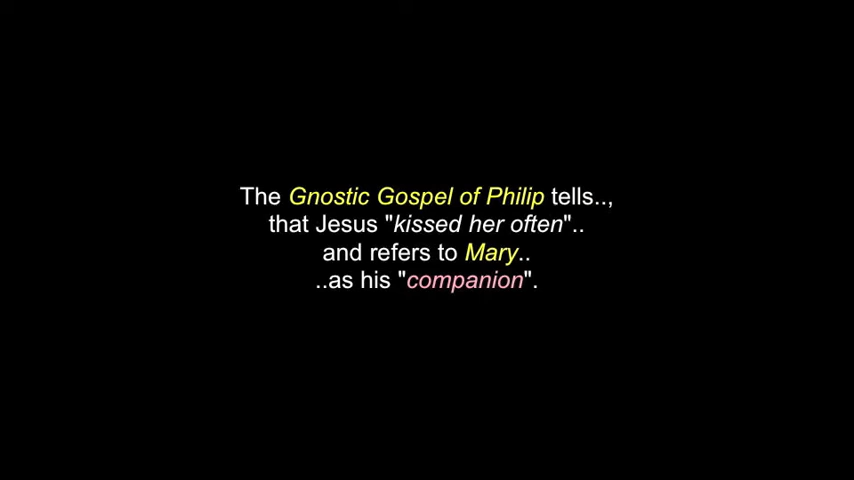 The Gnostic Gospel of Philip tells..,
that Jesus "kissed her often"..
and refers to Mary..
..as his "companion".